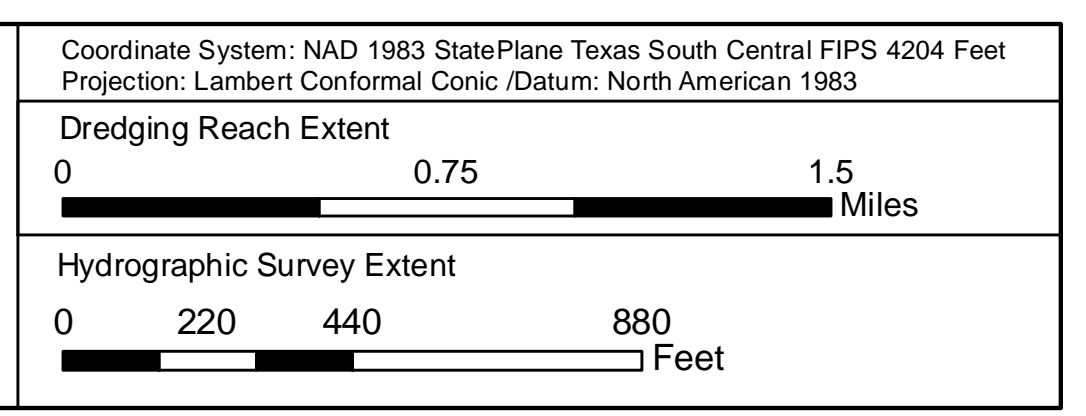 Coordinate System: NAD 1983 StatePlane Texas South Central FIPS 4204 Feet
Projection: Lambert Conformal Conic /Datum: North American 1983
Dredging Reach Extent
0 0.75 1.5
Miles
Hydrographic Survey Extent
0 220 440 880
Feet